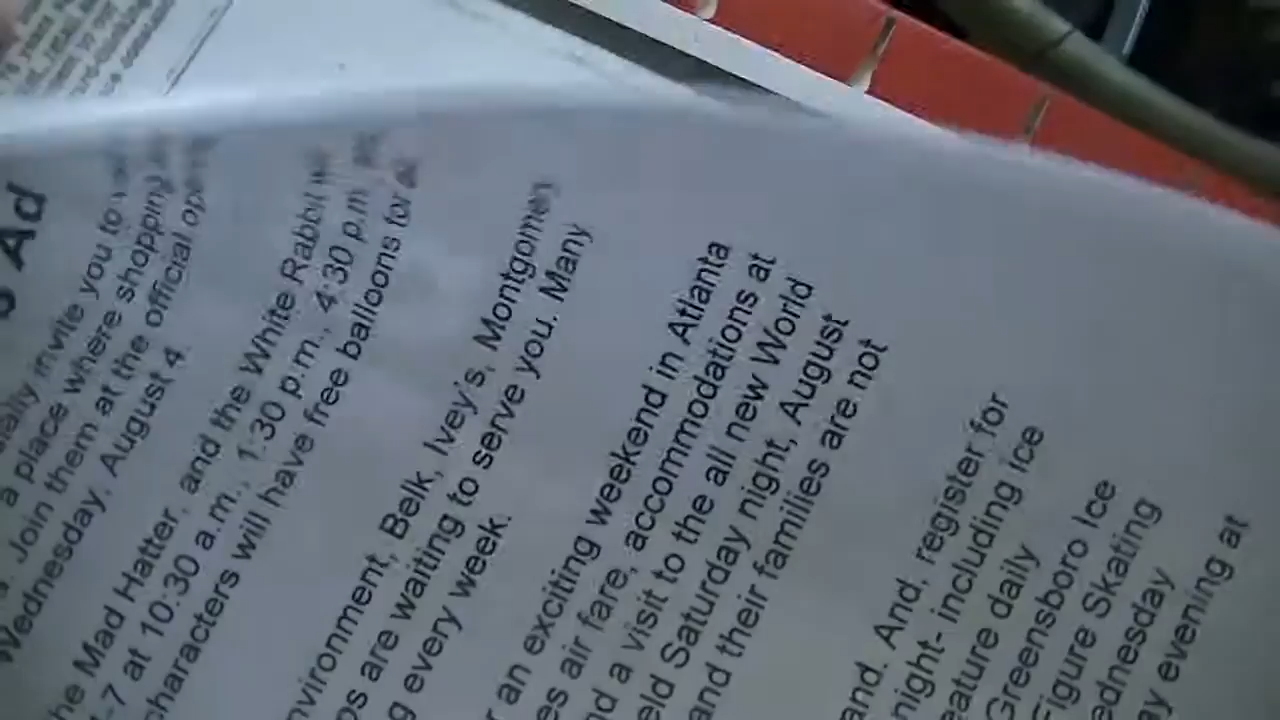 Ad
invite you to
a place where shopping
. Join them at the official
Wednesday, August 4.
he Mad Hatter, and the White Rabbit
-7 at 10:30 a.m., 1:30 p.m., 4:30 p.m
characters will have free balloons for
nvironment, Belk, Ivey's, Montgomery
os are waiting to serve you. Many
g every week.
r an exciting weekend in Atlanta
es air fare, accommodations at
nd a visit to the all new World
eld Saturday night, August
and their families are not
and. And, register for
night- including ice
eature daily
Greensboro Ice
Figure Skating
ednesday
ay evening at